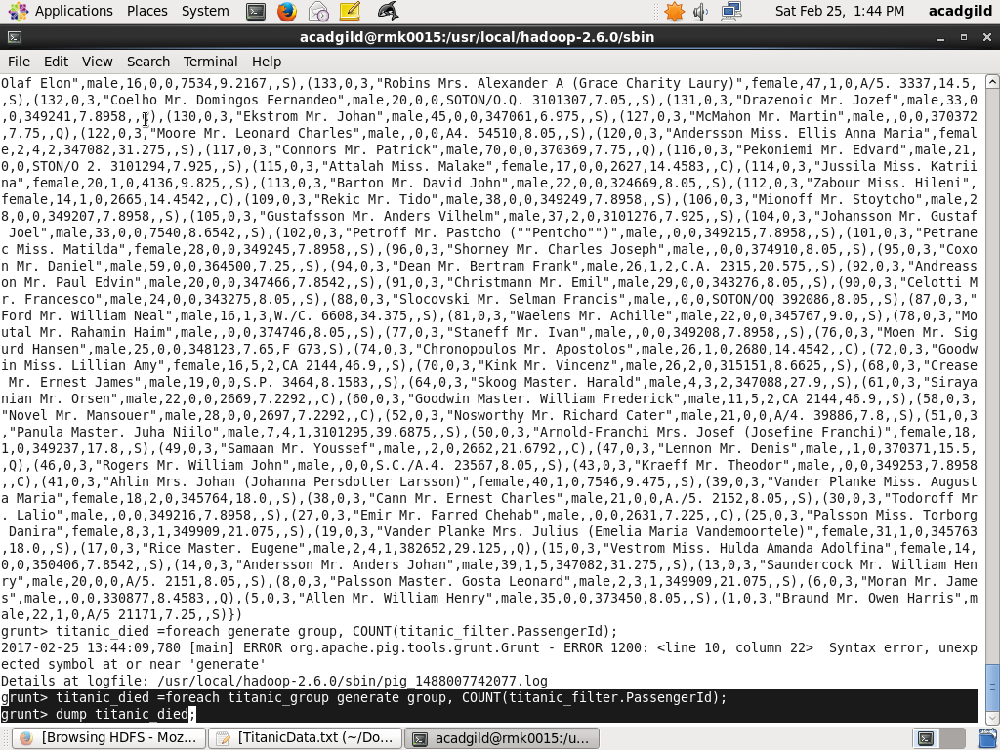 Applications Places System Sat Feb 25, 1:44 PM acadgild
acadgild@rmk0015:/usr/local/hadoop-2.6.0/sbin
File Edit View Search Terminal Help
Olaf Elon",male,16,0,0,7534,9.2167,,S),(133,0,3,"Robins Mrs. Alexander A (Grace Charity Laury)",female,47,1,0,A/5. 3337,14.5,
,S),(132,0,3,"Coelho Mr. Domingos Fernandeo",male,20,0,0,SOTON/O.Q. 3101307,7.05,,S),(131,0,3,"Drazenoic Mr. Jozef",male,33,0
,0,349241,7.8958,,C),(130,0,3,"Ekstrom Mr. Johan",male,45,0,0,347061,6.975,,S),(127,0,3,"McMahon Mr. Martin",male,,0,0,370372
,7.75,,Q),(122,0,3,"Moore Mr. Leonard Charles",male,,0,0,A4. 54510,8.05,,S),(120,0,3,"Andersson Miss. Ellis Anna Maria",femal
e,2,4,2,347082,31.275,,S),(117,0,3,"Connors Mr. Patrick",male,70,0,0,370369,7.75,,Q),(116,0,3,"Pekoniemi Mr. Edvard",male,21,
0,0,STON/O 2. 3101294,7.925,,S),(115,0,3,"Attalah Miss. Malake",female,17,0,0,2627,14.4583,,C),(114,0,3,"Jussila Miss. Katrii
na",female,20,1,0,4136,9.825,,S),(113,0,3,"Barton Mr. David John",male,22,0,0,324669,8.05,,S),(112,0,3,"Zabour Miss. Hileni",
female,14,1,0,2665,14.4542,,C),(109,0,3,"Rekic Mr. Tido",male,38,0,0,349249,7.8958,,S),(106,0,3,"Mionoff Mr. Stoytcho",male,2
8,0,0,349207,7.8958,,S),(105,0,3,"Gustafsson Mr. Anders Vilhelm",male,37,2,0,3101276,7.925,,S),(104,0,3,"Johansson Mr. Gustaf
Joel",male,33,0,0,7540,8.6542,,S),(102,0,3,"Petroff Mr. Pastcho (""Pentcho"")",male,,0,0,349215,7.8958,,S),(101,0,3,"Petrane
c Miss. Matilda",female,28,0,0,349245,7.8958,,S),(96,0,3,"Shorney Mr. Charles Joseph",male,,0,0,374910,8.05,,S),(95,0,3,"Coxo
n Mr. Daniel",male,59,0,0,364500,7.25,,S),(94,0,3,"Dean Mr. Bertram Frank",male,26,1,2,C.A. 2315,20.575,,S),(92,0,3,"Andreass
on Mr. Paul Edvin",male,20,0,0,347466,7.8542,,S),(91,0,3,"Christmann Mr. Emil",male,29,0,0,343276,8.05,,S),(90,0,3,"Celotti M
r. Francesco",male,24,0,0,343275,8.05,,S),(88,0,3,"Slocovski Mr. Selman Francis",male,,0,0,SOTON/OQ 392086,8.05,,S),(87,0,3,"
Ford Mr. William Neal",male,16,1,3,W./C. 6608,34.375,,S),(81,0,3,"Waelens Mr. Achille",male,22,0,0,345767,9.0,,S),(78,0,3,"Mo
utal Mr. Rahamin Haim",male,,0,0,374746,8.05,,S),(77,0,3,"Staneff Mr. Ivan",male,,0,0,349208,7.8958,,S),(76,0,3,"Moen Mr. Sig
urd Hansen",male,25,0,0,348123,7.65,F G73,S),(74,0,3,"Chronopoulos Mr. Apostolos",male,26,1,0,2680,14.4542,,C),(72,0,3,"Goodw
in Miss. Lillian Amy",female,16,5,2,CA 2144,46.9,,S),(70,0,3,"Kink Mr. Vincenz",male,26,2,0,315151,8.6625,,S),(68,0,3,"Crease
Mr. Ernest James",male,19,0,0,S.P. 3464,8.1583,,S),(64,0,3,"Skoog Master. Harald",male,4,3,2,347088,27.9,,S),(61,0,3,"Siraya
nian Mr. Orsen",male,22,0,0,2669,7.2292,,C),(60,0,3,"Goodwin Master. William Frederick",male,11,5,2,CA 2144,46.9,,S),(58,0,3,
"Novel Mr. Mansouer",male,28,0,0,2697,7.2292,,C),(52,0,3,"Nosworthy Mr. Richard Cater",male,21,0,0,A/4. 39886,7.8,,S),(51,0,3
,"Panula Master. Juha Niilo",male,7,4,1,3101295,39.6875,,S),(50,0,3,"Arnold-Franchi Mrs. Josef (Josefine Franchi)",female,18,
1,0,349237,17.8,,S),(49,0,3,"Samaan Mr. Youssef",male,,2,0,2662,21.6792,,C),(47,0,3,"Lennon Mr. Denis",male,,1,0,370371,15.5,
,Q),(46,0,3,"Rogers Mr. William John",male,,0,0,S.C./A.4. 23567,8.05,,S),(43,0,3,"Kraeff Mr. Theodor",male,,0,0,349253,7.8958
,,C),(41,0,3,"Ahlin Mrs. Johan (Johanna Persdotter Larsson)",female,40,1,0,7546,9.475,,S),(39,0,3,"Vander Planke Miss. August
a Maria",female,18,2,0,345764,18.0,,S),(38,0,3,"Cann Mr. Ernest Charles",male,21,0,0,A./5. 2152,8.05,,S),(30,0,3,"Todoroff Mr
. Lalio",male,,0,0,349216,7.8958,,S),(27,0,3,"Emir Mr. Farred Chehab",male,,0,0,2631,7.225,,C),(25,0,3,"Palsson Miss. Torborg
Danira",female,8,3,1,349909,21.075,,S),(19,0,3,"Vander Planke Mrs. Julius (Emelia Maria Vandemoortele)",female,31,1,0,345763
,18.0,,S),(17,0,3,"Rice Master. Eugene",male,2,4,1,382652,29.125,,Q),(15,0,3,"Vestrom Miss. Hulda Amanda Adolfina",female,14,
0,0,350406,7.8542,,S),(14,0,3,"Andersson Mr. Anders Johan",male,39,1,5,347082,31.275,,S),(13,0,3,"Saundercock Mr. William Hen
ry",male,20,0,0,A/5. 2151,8.05,,S),(8,0,3,"Palsson Master. Gosta Leonard",male,2,3,1,349909,21.075,,S),(6,0,3,"Moran Mr. Jame
s",male,,0,0,330877,8.4583,,Q),(5,0,3,"Allen Mr. William Henry",male,35,0,0,373450,8.05,,S),(1,0,3,"Braund Mr. Owen Harris",m
ale,22,1,0,A/5 21171,7.25,,S)})
grunt> titanic_died =foreach generate group, COUNT(titanic_filter.PassengerId);
2017-02-25 13:44:09,780 [main] ERROR org.apache.pig.tools.grunt.Grunt - ERROR 1200: <line 10, column 22>  Syntax error, unexp
ected symbol at or near 'generate'
Details at logfile: /usr/local/hadoop-2.6.0/sbin/pig_1488007742077.log
grunt> titanic_died =foreach titanic_group generate group, COUNT(titanic_filter.PassengerId);
grunt> dump titanic_died;
[Browsing HDFS - Moz... [TitanicData.txt (~/Do... acadgild@rmk0015:/u...